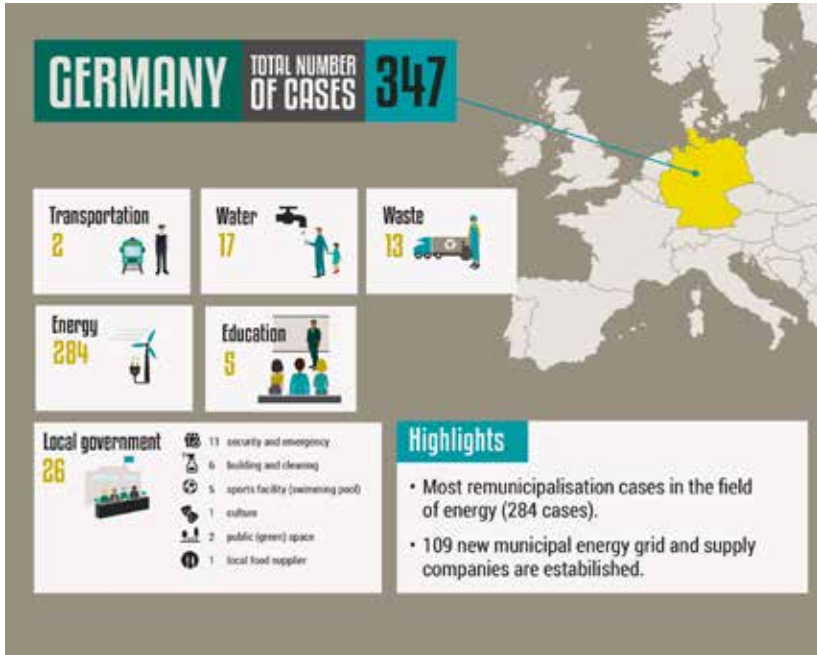 GERMANY
TOTAL NUMBER
OF CASES
347
Transportation
2
Water
17
Waste
13
Energy
284
Education
5
Local government
26
11 security and emergency
6 building and cleaning
5 sports facility (swimening pool)
1 culture
2 public (green) space
1 local food supplier
Highlights
• Most remunicipalisation cases in the field
of energy (284 cases).
• 109 new municipal energy grid and supply
companies are estabilished.